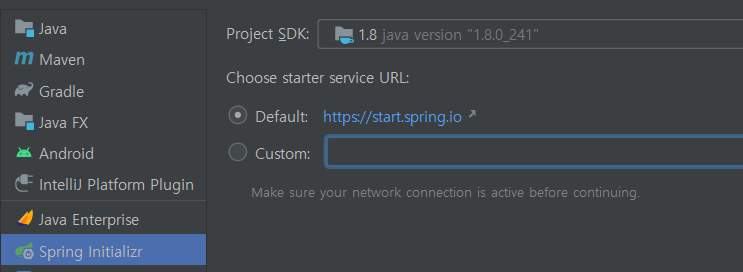 Java
Maven
Gradle
Java FX
Android
IntelliJ Platform Plugin
Java Enterprise
Spring Initializr
Project SDK: 1.8 java version "1.8.0_241"
Choose starter service URL:
Default: https://start.spring.io
Custom:
Make sure your network connection is active before continuing.